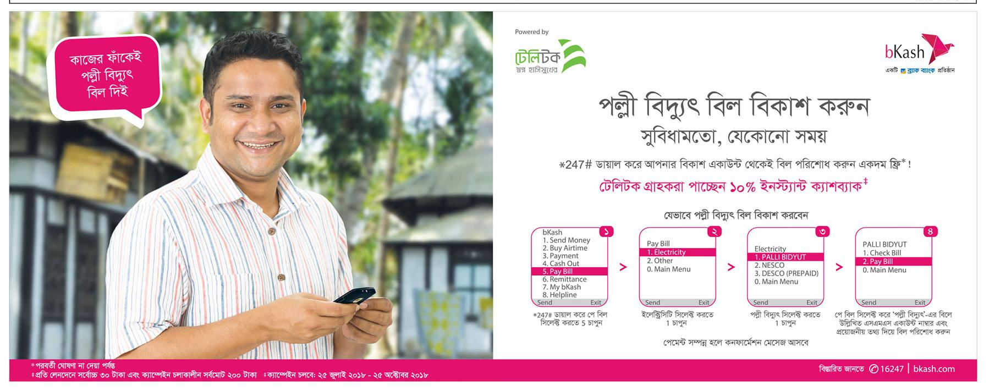 কাজের ফাঁকেই
পল্লী বিদ্যুৎ
বিল দিই
Powered by
টেলিটক
স্বপ্ন হাসিমুখের
bKash
একটি ব্র্যাক ব্যাংক প্রতিষ্ঠান
পল্লী বিদ্যুৎ বিল বিকাশ করুন
সুবিধামতো, যেকোনো সময়
*247# ডায়াল করে আপনার বিকাশ একাউন্ট থেকেই বিল পরিশোধ করুন একদম ফ্রি*!
টেলিটক গ্রাহকরা পাচ্ছেন ১০% ইনস্ট্যান্ট ক্যাশব্যাক‡
যেভাবে পল্লী বিদ্যুৎ বিল বিকাশ করবেন
১
bKash
1. Send Money
2. Buy Airtime
3. Payment
4. Cash Out
5. Pay Bill
6. Remittance
7. My bKash
8. Helpline
Send Exit
*247# ডায়াল করে পে বিল
সিলেক্ট করতে 5 চাপুন
>
২
Pay Bill
1. Electricity
2. Other
0. Main Menu
Send Exit
ইলেক্ট্রিসিটি সিলেক্ট করতে
1 চাপুন
>
৩
Electricity
1. PALLI BIDYUT
2. NESCO
3. DESCO (PREPAID)
0. Main Menu
Send Exit
পল্লী বিদ্যুৎ সিলেক্ট করতে
1 চাপুন
>
৪
PALLI BIDYUT
1. Check Bill
2. Pay Bill
0. Main Menu
Send Exit
পে বিল সিলেক্ট করে ‘পল্লী বিদ্যুৎ’-এর বিলে
উল্লিখিত এসএমএস একাউন্ট নাম্বার এবং
প্রয়োজনীয় তথ্য দিয়ে বিল পরিশোধ করুন
পেমেন্ট সম্পন্ন হলে কনফার্মেশন মেসেজ আসবে
*পরবর্তী ঘোষণা না দেয়া পর্যন্ত
‡প্রতি লেনদেনে সর্বোচ্চ ৩০ টাকা এবং ক্যাম্পেইন চলাকালীন সর্বমোট ২০০ টাকা ‡ক্যাম্পেইন চলবে: ২৫ জুলাই ২০১৮ - ২৫ অক্টোবর ২০১৮
বিস্তারিত জানতে 16247 | bkash.com